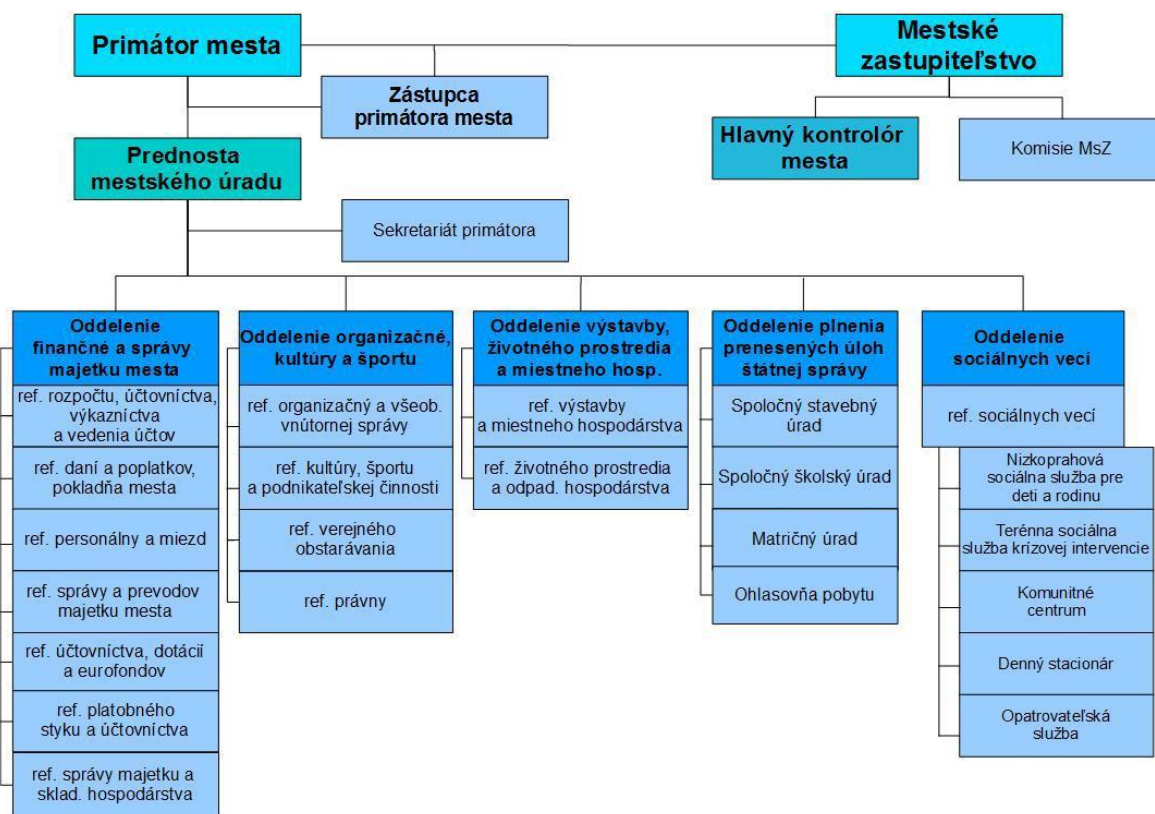 Primátor mesta
Mestské
zastupiteľstvo
Zástupca
primátora mesta
Hlavný kontrolór
mesta
Komisie MsZ
Prednosta
mestského úradu
Sekretariát primátora
Oddelenie
finančné a správy
majetku mesta
ref. rozpočtu, účtovníctva,
výkazníctva
a vedenia účtov
ref. daní a poplatkov,
pokladňa mesta
ref. personálny a miezd
ref. správy a prevodov
majetku mesta
ref. účtovníctva, dotácií
a eurofondov
ref. platobného
styku a účtovníctva
ref. správy majetku a
sklad. hospodárstva
Oddelenie organizačné,
kultúry a športu
ref. organizačný a všeob.
vnútornej správy
ref. kultúry, športu
a podnikateľskej činnosti
ref. verejného
obstarávania
ref. právny
Oddelenie výstavby,
životného prostredia
a miestneho hosp.
ref. výstavby
a miestneho hospodárstva
ref. životného prostredia
a odpad. hospodárstva
Oddelenie plnenia
prenesených úloh
štátnej správy
Spoločný stavebný
úrad
Spoločný školský úrad
Matričný úrad
Ohlasovňa pobytu
Oddelenie
sociálnych vecí
ref. sociálnych vecí
Nizkoprahová
sociálna služba pre
deti a rodinu
Terénna sociálna
služba krízovej intervencie
Komunitné
centrum
Denný stacionár
Opatrovateľská
služba